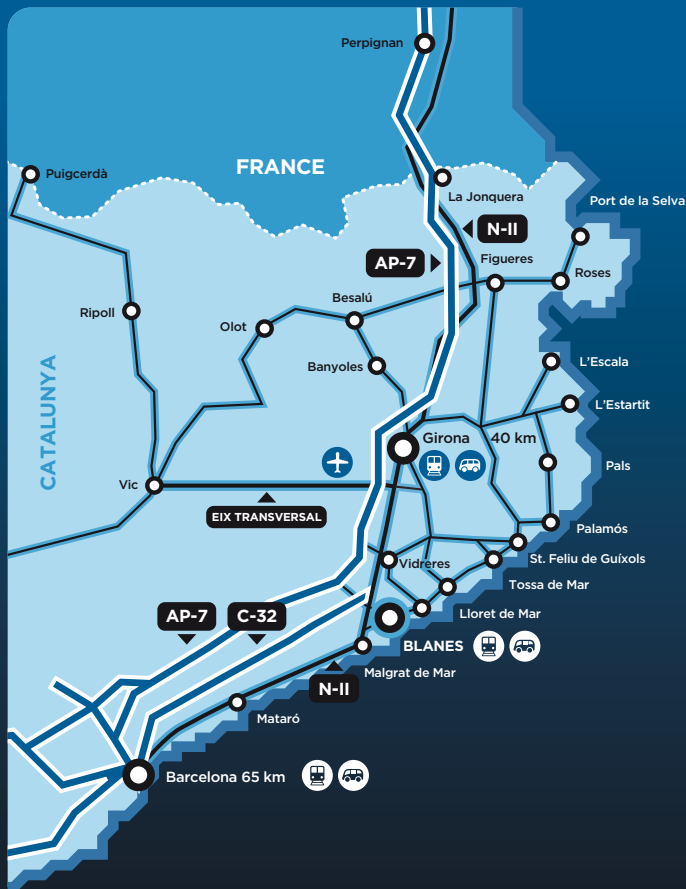 Perpignan
FRANCE
Puigcerdà
La Jonquera
Port de la Selva
N-II
AP-7
Figueres
Roses
Besalú
Ripoll
Olot
CATALUNYA
Banyoles
L'Escala
L'Estartit
Girona 40 km
Pals
Vic
EIX TRANSVERSAL
Palamós
St. Feliu de Guíxols
Vidreres
Tossa de Mar
AP-7
C-32
Lloret de Mar
BLANES
Malgrat de Mar
N-II
Mataró
Barcelona 65 km